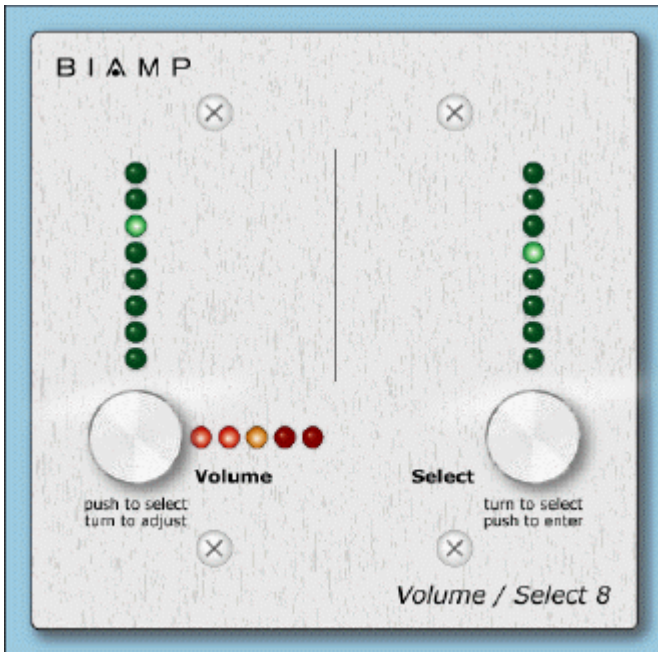 BIAMP
Volume
Select
push to select
turn to adjust
turn to select
push to enter
Volume / Select 8